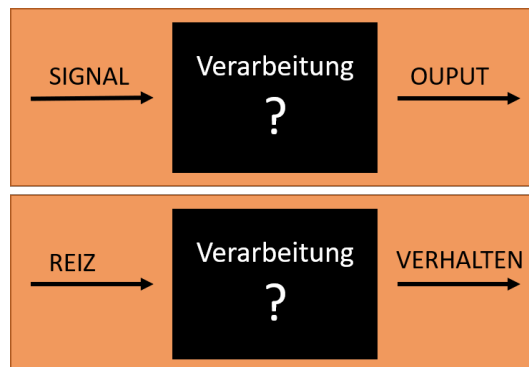 SIGNAL
Verarbeitung
?
OUPUT
REIZ
Verarbeitung
?
VERHALTEN